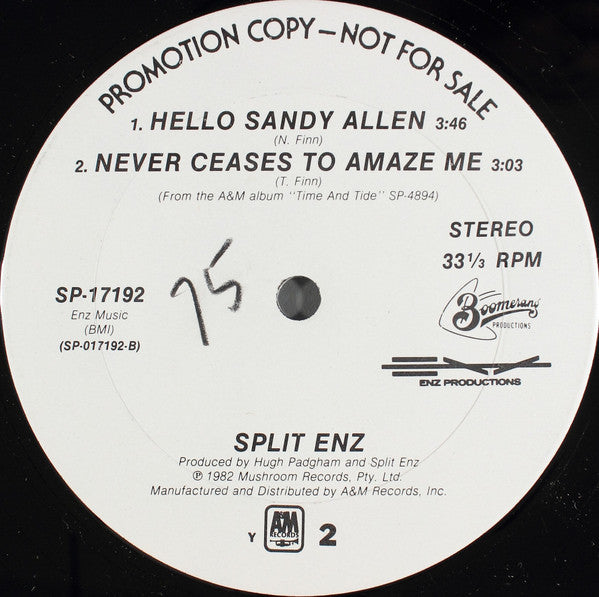 PROMOTION COPY — NOT FOR SALE
1. HELLO SANDY ALLEN 3:46
(N. Finn)
2. NEVER CEASES TO AMAZE ME 3:03
(T. Finn)
(From the A&M album "Time And Tide" SP-4894)
STEREO
33 1/3 RPM
SP-17192
Enz Music
(BMI)
(SP-017192-B)
75
Boomerang
PRODUCTIONS
ENZ
ENZ PRODUCTIONS
SPLIT ENZ
Produced by Hugh Padgham and Split Enz
℗ 1982 Mushroom Records, Pty. Ltd.
Manufactured and Distributed by A&M Records, Inc.
Y A&M RECORDS 2